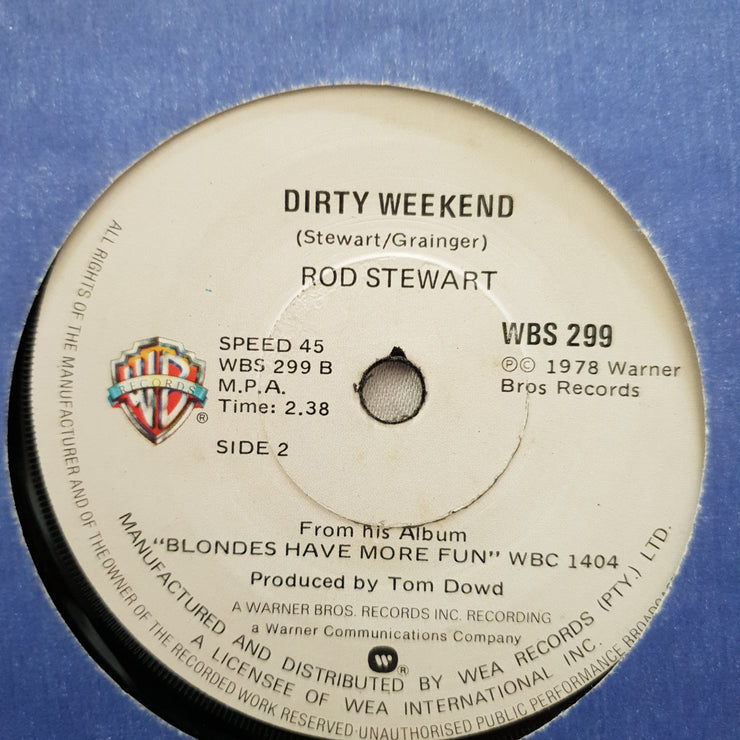 DIRTY WEEKEND
(Stewart/Grainger)
ROD STEWART
WB
RECORDS
®
SPEED 45
WBS 299 B
M.P.A.
Time: 2.38
SIDE 2
WBS 299
℗© 1978 Warner
Bros Records
From his Album
"BLONDES HAVE MORE FUN" WBC 1404
Produced by Tom Dowd
A WARNER BROS. RECORDS INC. RECORDING
a Warner Communications Company
W®
MANUFACTURED AND DISTRIBUTED BY WEA RECORDS (PTY.) LTD.
A LICENSEE OF WEA INTERNATIONAL INC.
ALL RIGHTS OF THE MANUFACTURER AND OF THE OWNER OF THE RECORDED WORK RESERVED·UNAUTHORISED PUBLIC PERFORMANCE